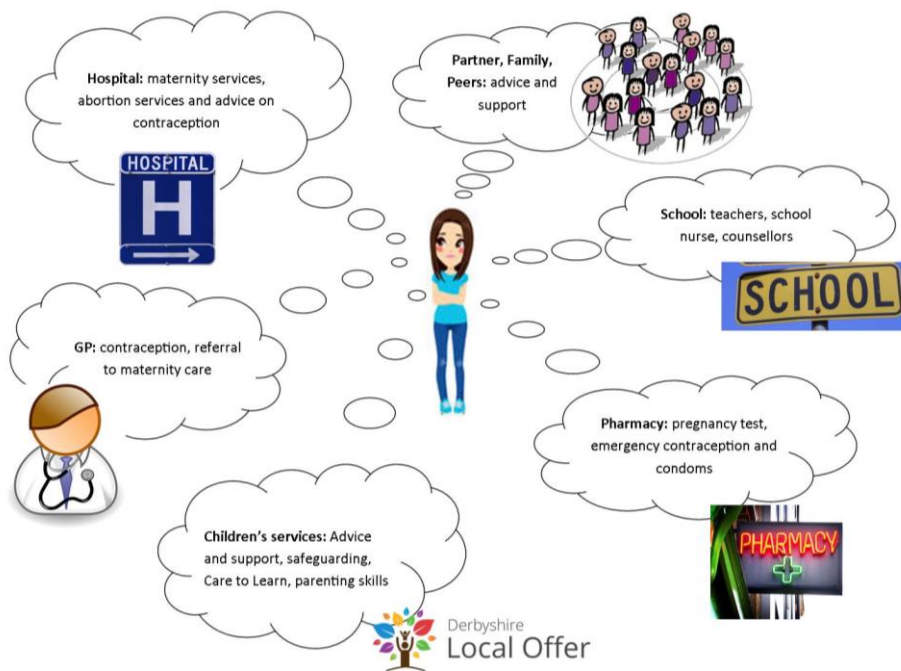 Hospital: maternity services,
abortion services and advice on
contraception
HOSPITAL
H
Partner, Family,
Peers: advice and
support
School: teachers, school
nurse, counsellors
SCHOOL
GP: contraception, referral
to maternity care
Pharmacy: pregnancy test,
emergency contraception and
condoms
PHARMACY
Children's services: Advice
and support, safeguarding,
Care to Learn, parenting skills
Derbyshire
Local Offer